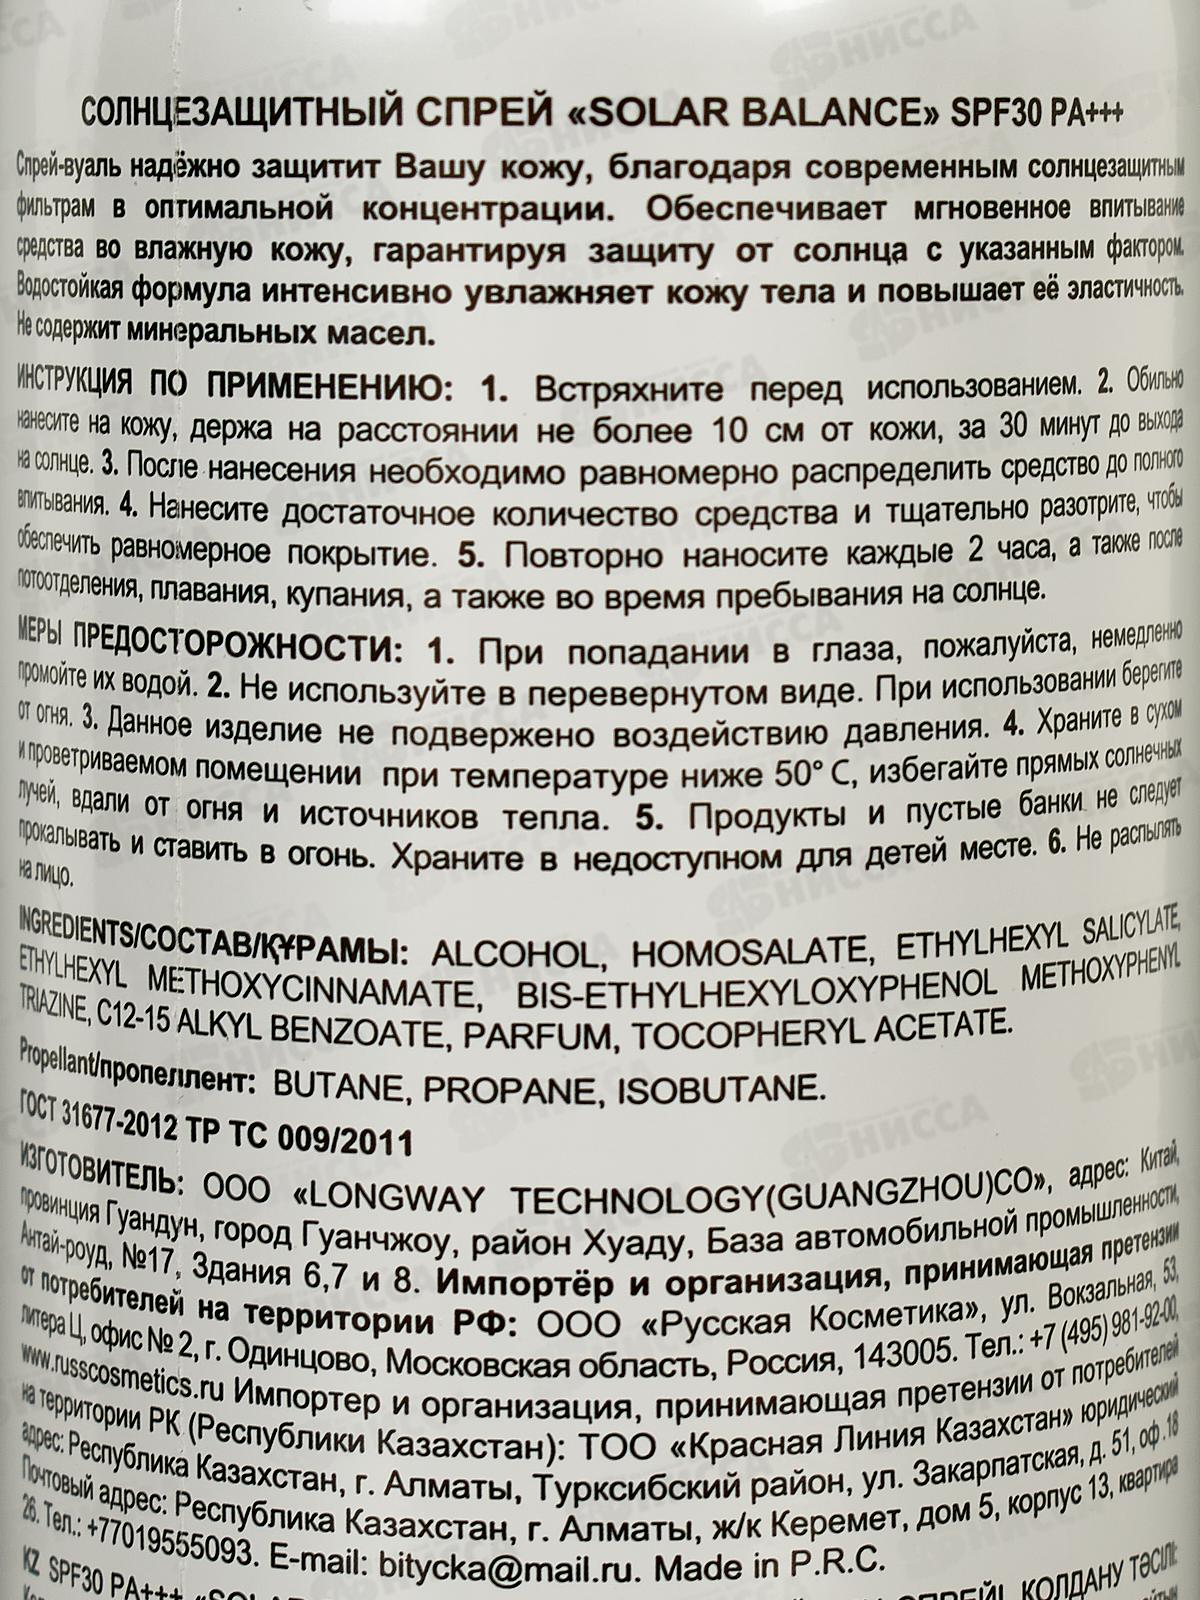 СОЛНЦЕЗАЩИТНЫЙ СПРЕЙ «SOLAR BALANCE» SPF30 PA+++
Спрей-вуаль надёжно защитит Вашу кожу, благодаря современным солнцезащитным
фильтрам в оптимальной концентрации. Обеспечивает мгновенное впитывание
средства во влажную кожу, гарантируя защиту от солнца с указанным фактором.
Водостойкая формула интенсивно увлажняет кожу тела и повышает её эластичность.
Не содержит минеральных масел.
ИНСТРУКЦИЯ ПО ПРИМЕНЕНИЮ: 1. Встряхните перед использованием. 2. Обильно
нанесите на кожу, держа на расстоянии не более 10 см от кожи, за 30 минут до выхода
на солнце. 3. После нанесения необходимо равномерно распределить средство до полного
впитывания. 4. Нанесите достаточное количество средства и тщательно разотрите, чтобы
обеспечить равномерное покрытие. 5. Повторно наносите каждые 2 часа, а также после
потоотделения, плавания, купания, а также во время пребывания на солнце.
МЕРЫ ПРЕДОСТОРОЖНОСТИ: 1. При попадании в глаза, пожалуйста, немедленно
промойте их водой. 2. Не используйте в перевернутом виде. При использовании берегите
от огня. 3. Данное изделие не подвержено воздействию давления. 4. Храните в сухом
и проветриваемом помещении при температуре ниже 50° С, избегайте прямых солнечных
лучей, вдали от огня и источников тепла. 5. Продукты и пустые банки не следует
прокалывать и ставить в огонь. Храните в недоступном для детей месте. 6. Не распылять
на лицо.
INGREDIENTS/СОСТАВ/ҚҰРАМЫ: ALCOHOL, HOMOSALATE, ETHYLHEXYL SALICYLATE,
ETHYLHEXYL METHOXYCINNAMATE, BIS-ETHYLHEXYLOXYPHENOL METHOXYPHENYL
TRIAZINE, C12-15 ALKYL BENZOATE, PARFUM, TOCOPHERYL ACETATE.
Propellant/пропеллент: BUTANE, PROPANE, ISOBUTANE.
ГОСТ 31677-2012 ТР ТС 009/2011
ИЗГОТОВИТЕЛЬ: ООО «LONGWAY TECHNOLOGY(GUANGZHOU)CO», адрес: Китай,
провинция Гуандун, город Гуанчжоу, район Хуаду, База автомобильной промышленности,
Антай-роуд, №17, Здания 6,7 и 8. Импортёр и организация, принимающая претензии
от потребителей на территории РФ: ООО «Русская Косметика», ул. Вокзальная, 53,
литера Ц, офис № 2, г. Одинцово, Московская область, Россия, 143005. Тел.: +7 (495) 981-92-00,
www.russcosmetics.ru Импортер и организация, принимающая претензии от потребителей
на территории РК (Республики Казахстан): ТОО «Красная Линия Казахстан» юридический
адрес: Республика Казахстан, г. Алматы, Турксибский район, ул. Закарпатская, д. 51, оф.18
Почтовый адрес: Республика Казахстан, г. Алматы, ж/к Керемет, дом 5, корпус 13, квартира
26. Тел.: +77019555093. E-mail: bitycka@mail.ru. Made in P.R.C.
KZ SPF30 PA+++ ҚОЛДАНУ ТӘСІЛІ: